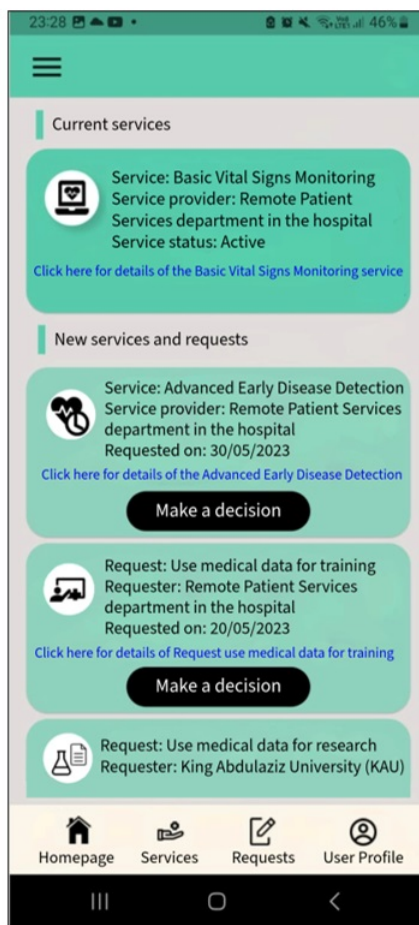 23:28
46%
Current services
Service: Basic Vital Signs Monitoring
Service provider: Remote Patient
Services department in the hospital
Service status: Active
Click here for details of the Basic Vital Signs Monitoring service
New services and requests
Service: Advanced Early Disease Detection
Service provider: Remote Patient Services
department in the hospital
Requested on: 30/05/2023
Click here for details of the Advanced Early Disease Detection
Make a decision
Request: Use medical data for training
Requester: Remote Patient Services
department in the hospital
Requested on: 20/05/2023
Click here for details of Request use medical data for training
Make a decision
Request: Use medical data for research
Requester: King Abdulaziz University (KAU)
Homepage
Services
Requests
User Profile